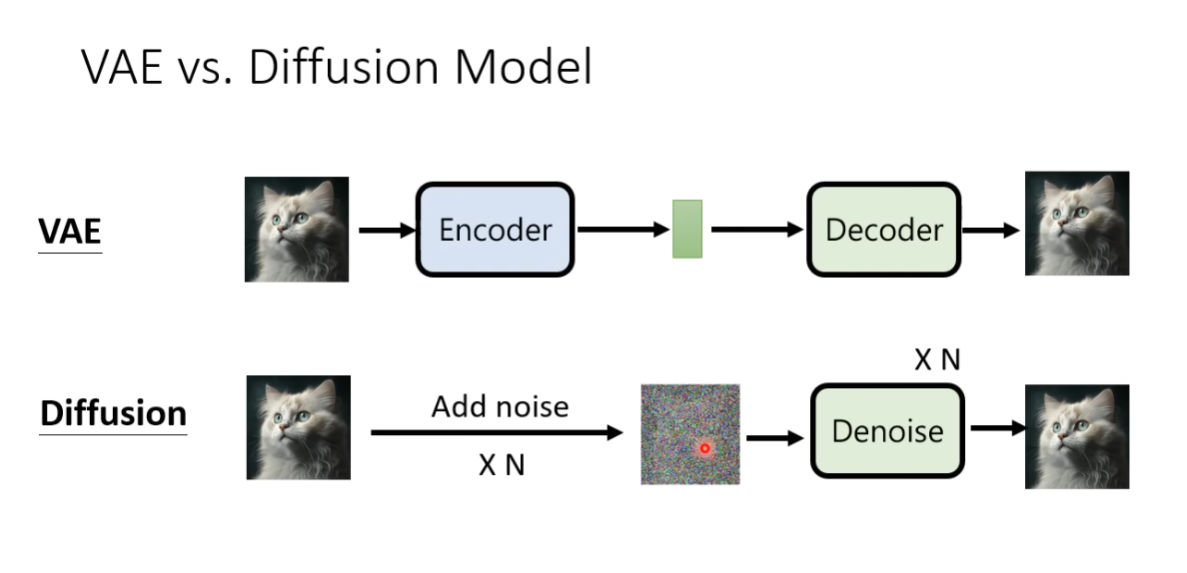 VAE vs. Diffusion Model
VAE
Encoder
Decoder
Diffusion
Add noise
X N
X N
Denoise